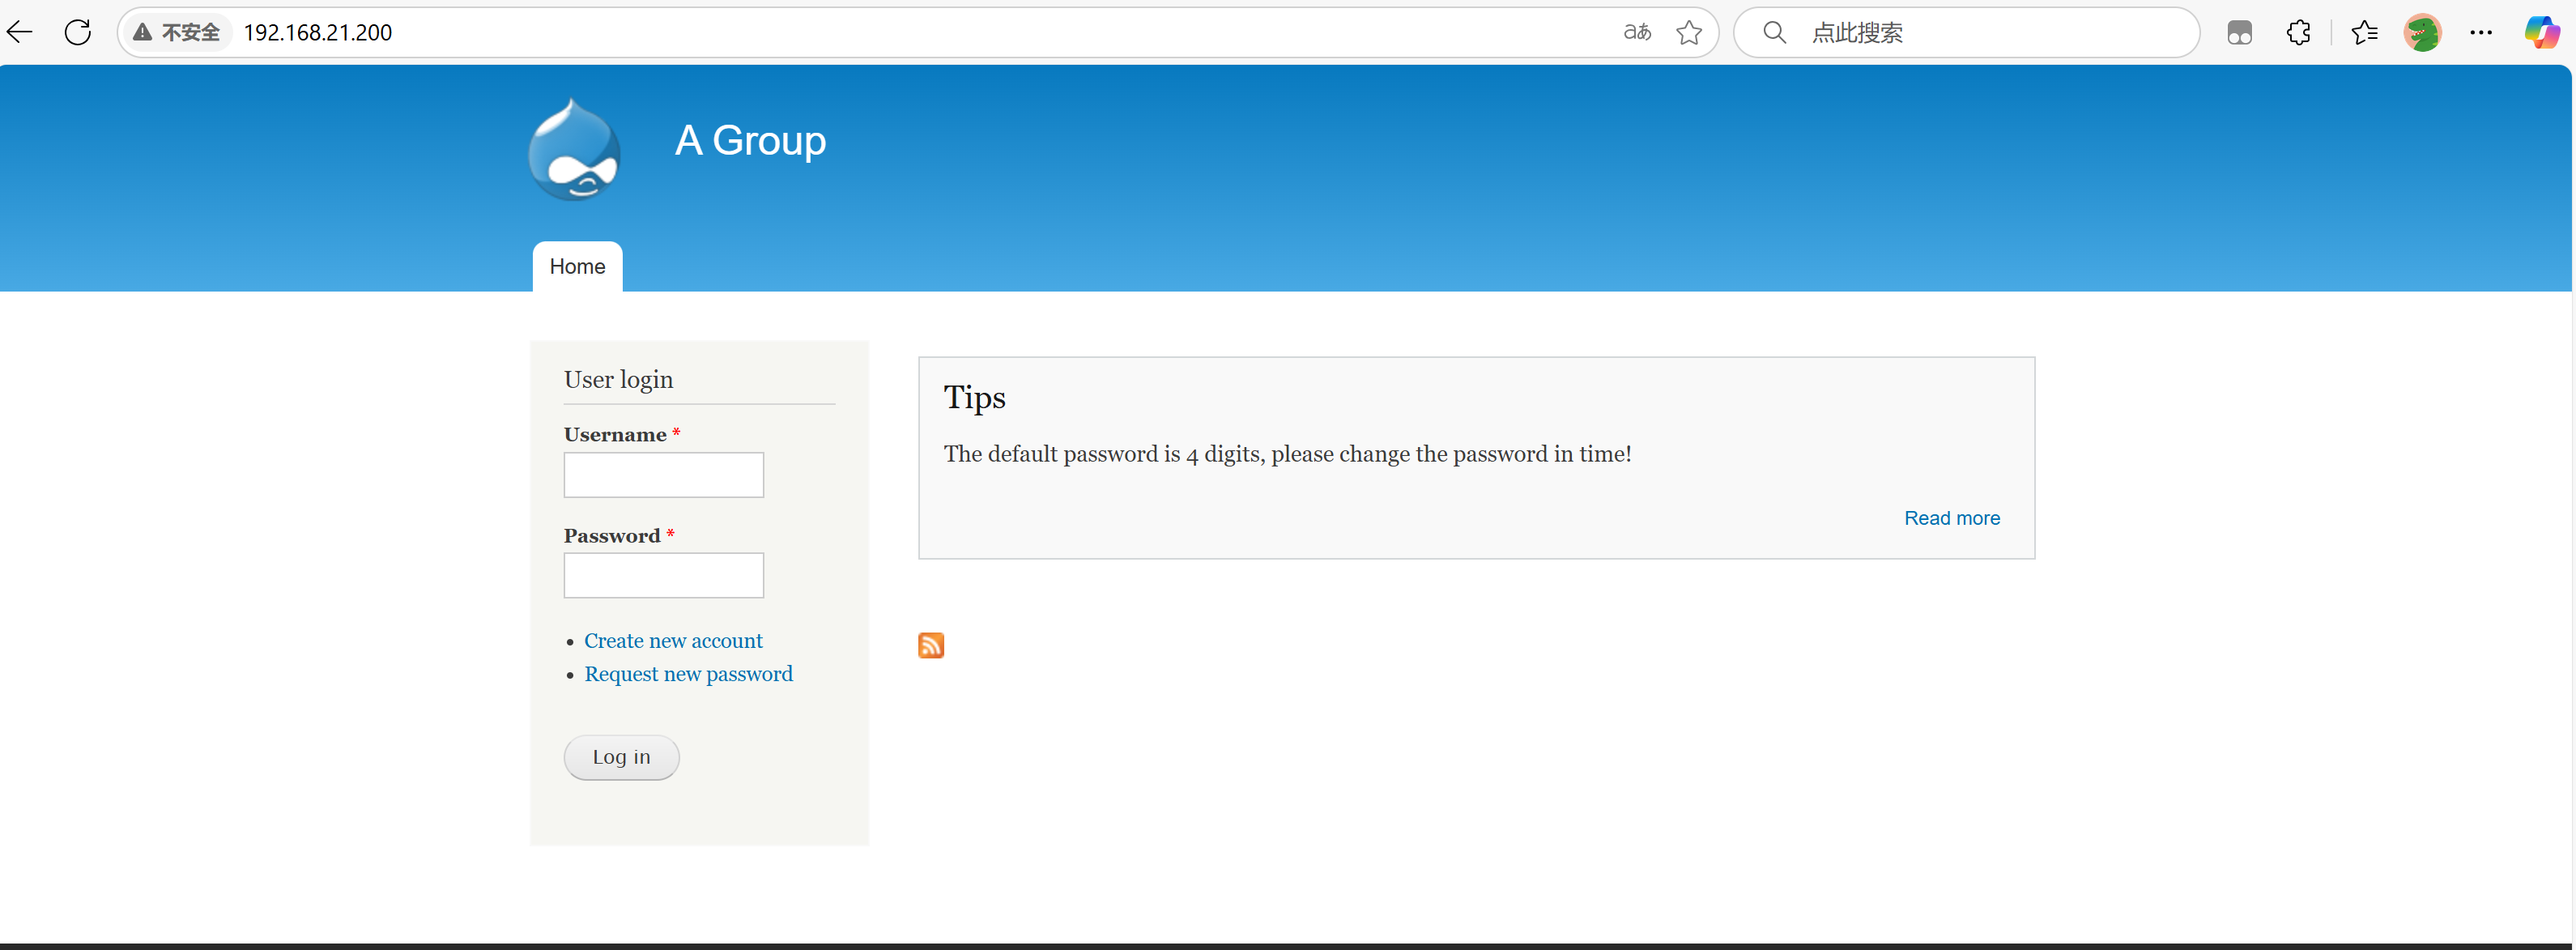 不安全 192.168.21.200 aあ 点此搜索
A Group
Home
User login
Username *
Password *
Create new account
Request new password
Log in
Tips
The default password is 4 digits, please change the password in time!
Read more